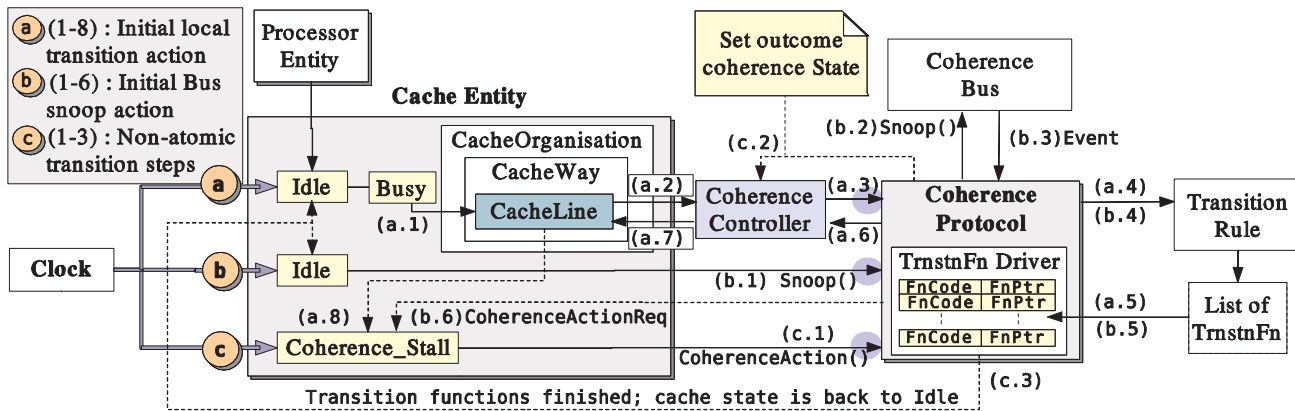 a (1-8) : Initial local
transition action
b (1-6) : Initial Bus
snoop action
c (1-3) : Non-atomic
transition steps
Processor
Entity
Set outcome
coherence State
Coherence
Bus
Cache Entity
(b.2)Snoop()
(b.3)Event
CacheOrganisation
(c.2)
CacheWay
a
Idle
Busy
(a.2)
(a.3)
(a.4)
CacheLine
Coherence
Controller
Coherence
Protocol
(b.4)
Transition
Rule
(a.1)
(a.7)
(a.6)
Clock
b
Idle
(b.1) Snoop()
TrnstnFn Driver
FnCode FnPtr
FnCode FnPtr
(a.5)
(b.5)
List of
TrnstnFn
(a.8)
(b.6)CoherenceActionReq
c
Coherence_Stall
(c.1)
CoherenceAction()
FnCode FnPtr
(c.3)
Transition functions finished; cache state is back to Idle